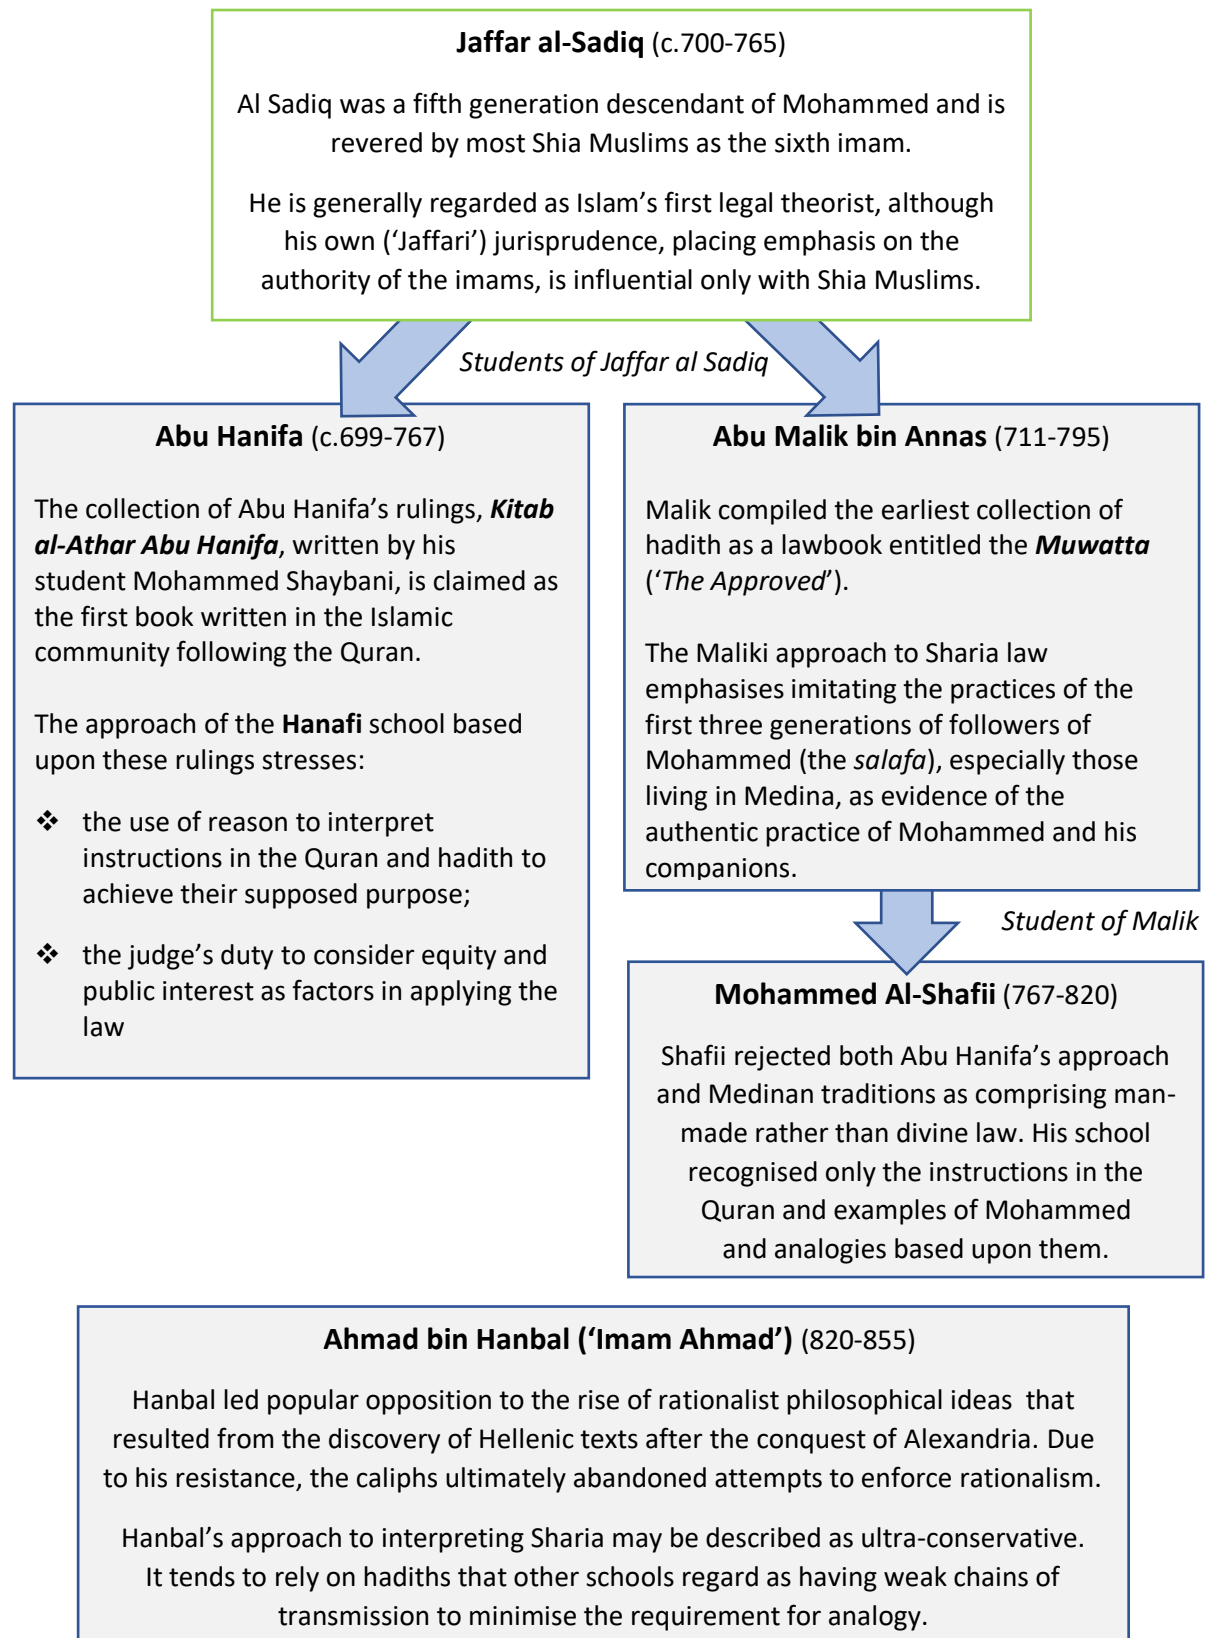 Jaffar al-Sadiq (c.700-765)
Al Sadiq was a fifth generation descendant of Mohammed and is
revered by most Shia Muslims as the sixth imam.
He is generally regarded as Islam’s first legal theorist, although
his own (‘Jaffari’) jurisprudence, placing emphasis on the
authority of the imams, is influential only with Shia Muslims.
Students of Jaffar al Sadiq
Abu Hanifa (c.699-767)
The collection of Abu Hanifa’s rulings, Kitab
al-Athar Abu Hanifa, written by his
student Mohammed Shaybani, is claimed as
the first book written in the Islamic
community following the Quran.
The approach of the Hanafi school based
upon these rulings stresses:
❖ the use of reason to interpret
instructions in the Quran and hadith to
achieve their supposed purpose;
❖ the judge’s duty to consider equity and
public interest as factors in applying the
law
Abu Malik bin Annas (711-795)
Malik compiled the earliest collection of
hadith as a lawbook entitled the Muwatta
(‘The Approved’).
The Maliki approach to Sharia law
emphasises imitating the practices of the
first three generations of followers of
Mohammed (the salafa), especially those
living in Medina, as evidence of the
authentic practice of Mohammed and his
companions.
Student of Malik
Mohammed Al-Shafii (767-820)
Shafii rejected both Abu Hanifa’s approach
and Medinan traditions as comprising man-
made rather than divine law. His school
recognised only the instructions in the
Quran and examples of Mohammed
and analogies based upon them.
Ahmad bin Hanbal (‘Imam Ahmad’) (820-855)
Hanbal led popular opposition to the rise of rationalist philosophical ideas that
resulted from the discovery of Hellenic texts after the conquest of Alexandria. Due
to his resistance, the caliphs ultimately abandoned attempts to enforce rationalism.
Hanbal’s approach to interpreting Sharia may be described as ultra-conservative.
It tends to rely on hadiths that other schools regard as having weak chains of
transmission to minimise the requirement for analogy.